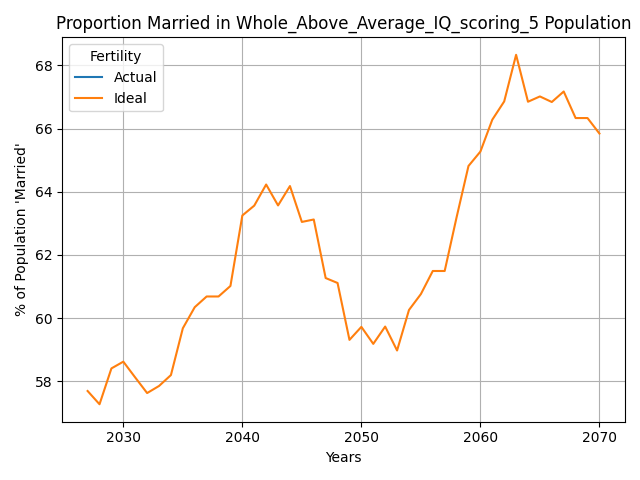 Proportion Married in Whole_Above_Average_IQ_scoring_5 Population
Fertility
Actual
Ideal
% of Population 'Married'
68
66
64
62
60
58
2030
2040
2050
2060
2070
Years